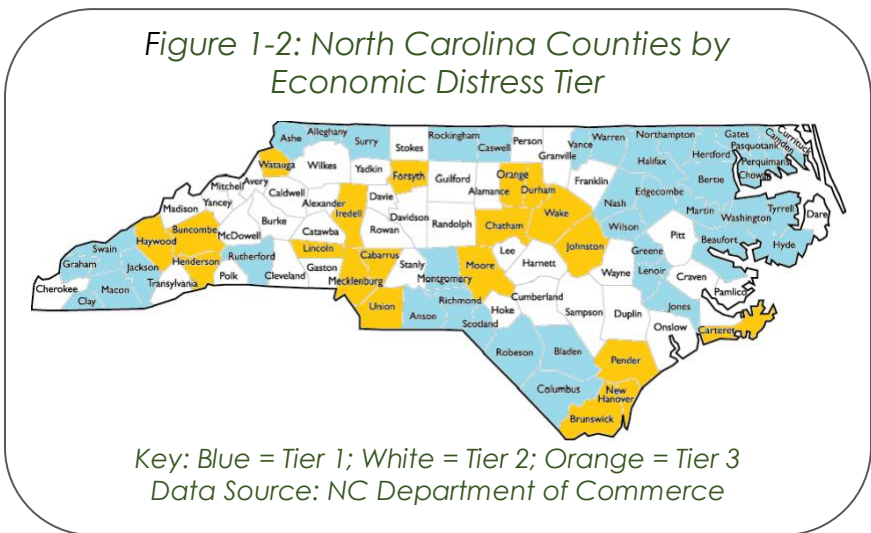 Figure 1-2: North Carolina Counties by
Economic Distress Tier
Ashe
Alleghany
Surry
Stokes
Rockingham
Caswell
Person
Granville
Vance
Warren
Northampton
Gates
Hertford
Pasquotank
Camden
Currituck
Perquimans
Chowan
Watauga
Wilkes
Yadkin
Forsyth
Guilford
Alamance
Orange
Durham
Franklin
Halifax
Bertie
Mitchell
Avery
Caldwell
Alexander
Iredell
Davie
Davidson
Randolph
Chatham
Wake
Nash
Edgecombe
Martin
Washington
Tyrrell
Dare
Madison
Yancey
Burke
Catawba
Rowan
Johnston
Wilson
Pitt
Beaufort
Hyde
Buncombe
McDowell
Haywood
Swain
Graham
Jackson
Henderson
Rutherford
Lincoln
Cabarrus
Cleveland
Gaston
Mecklenburg
Stanly
Montgomery
Moore
Lee
Harnett
Wayne
Greene
Lenoir
Craven
Pamlico
Cherokee
Clay
Macon
Transylvania
Polk
Union
Anson
Richmond
Scotland
Hoke
Cumberland
Sampson
Duplin
Jones
Onslow
Carteret
Robeson
Bladen
Pender
Columbus
New
Hanover
Brunswick
Key: Blue = Tier 1; White = Tier 2; Orange = Tier 3
Data Source: NC Department of Commerce